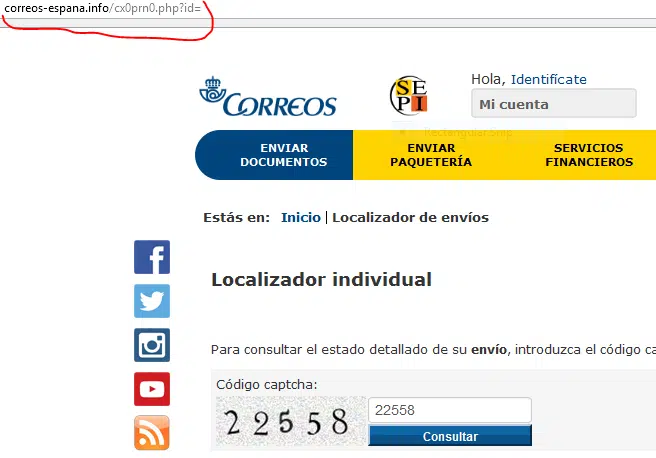 correos-espana.info/cx0prn0.php?id=
CORREOS
SEPI
Hola, Identifícate
Mi cuenta
Rectangular Snip
ENVIAR DOCUMENTOS
ENVIAR PAQUETERÍA
SERVICIOS FINANCIEROS
Estás en: Inicio | Localizador de envíos
Localizador individual
Para consultar el estado detallado de su envío, introduzca el código ca
Código captcha:
22558
22558
Consultar